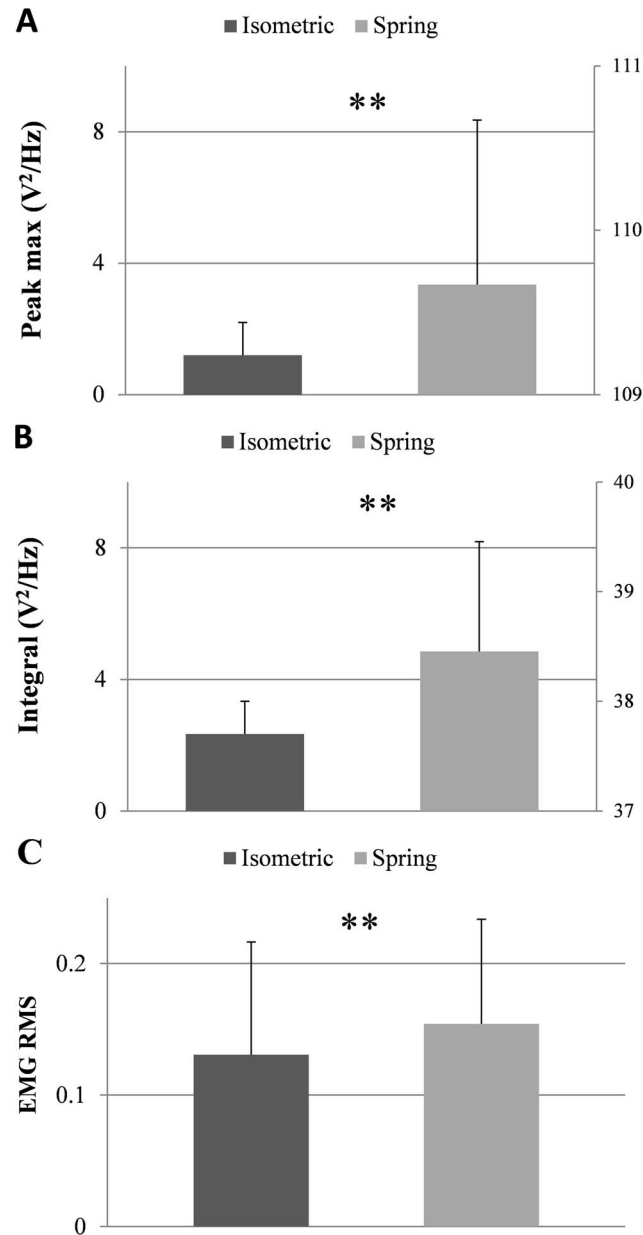 A
Isometric Spring
Peak max (V²/Hz)
8
4
0
**
111
110
109
B
Isometric Spring
Integral (V²/Hz)
8
4
0
**
40
39
38
37
C
Isometric Spring
EMG RMS
0.2
0.1
0
**